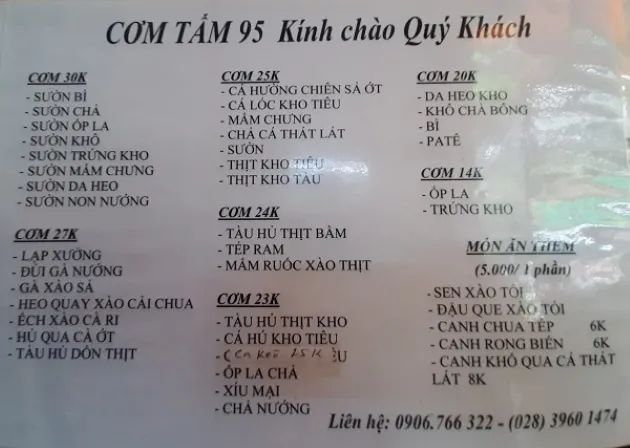 CƠM TẤM 95 Kính chào Quý Khách
CƠM 30K
- SƯỜN BÌ
- SƯỜN CHẢ
- SƯỜN ỐP LA
- SƯỜN KHÔ
- SƯỜN TRỨNG KHO
- SƯỜN MẮM CHƯNG
- SƯỜN DA HEO
- SƯỜN NON NƯỚNG
CƠM 27K
- LẠP XƯỞNG
- ĐÙI GÀ NƯỚNG
- GÀ XÀO SẢ
- HEO QUAY XÀO CẢI CHUA
- ẾCH XÀO CÀ RI
- HỦ QUA CÀ ỚT
- TÀU HỦ DỒN THỊT
CƠM 25K
- CÁ HƯỜNG CHIÊN SẢ ỚT
- CÁ LÓC KHO TIÊU
- MẮM CHƯNG
- CHẢ CÁ THÁT LÁT
- SƯỜN
- THỊT KHO TIÊU
- THỊT KHO TÀU
CƠM 24K
- TÀU HỦ THỊT BẰM
- TÉP RAM
- MẮM RUỐC XÀO THỊT
CƠM 23K
- TÀU HỦ THỊT KHO
- CÁ HÚ KHO TIÊU
- 25K
- ỐP LA CHẢ
- XÍU MẠI
- CHẢ NƯỚNG
CƠM 20K
- DA HEO KHO
- KHÔ CHÀ BÔNG
- BÌ
- PATÊ
CƠM 14K
- ỐP LA
- TRỨNG KHO
MÓN ĂN THÊM
(5.000/ 1 phần)
- SEN XÀO TỎI
- ĐẬU QUE XÀO TỎI
- CANH CHUA TÉP 6K
- CANH RONG BIỂN 6K
- CANH KHỔ QUA CÁ THÁT
LÁT 8K
Liên hệ: 0906.766 322 - (028) 3960 1474